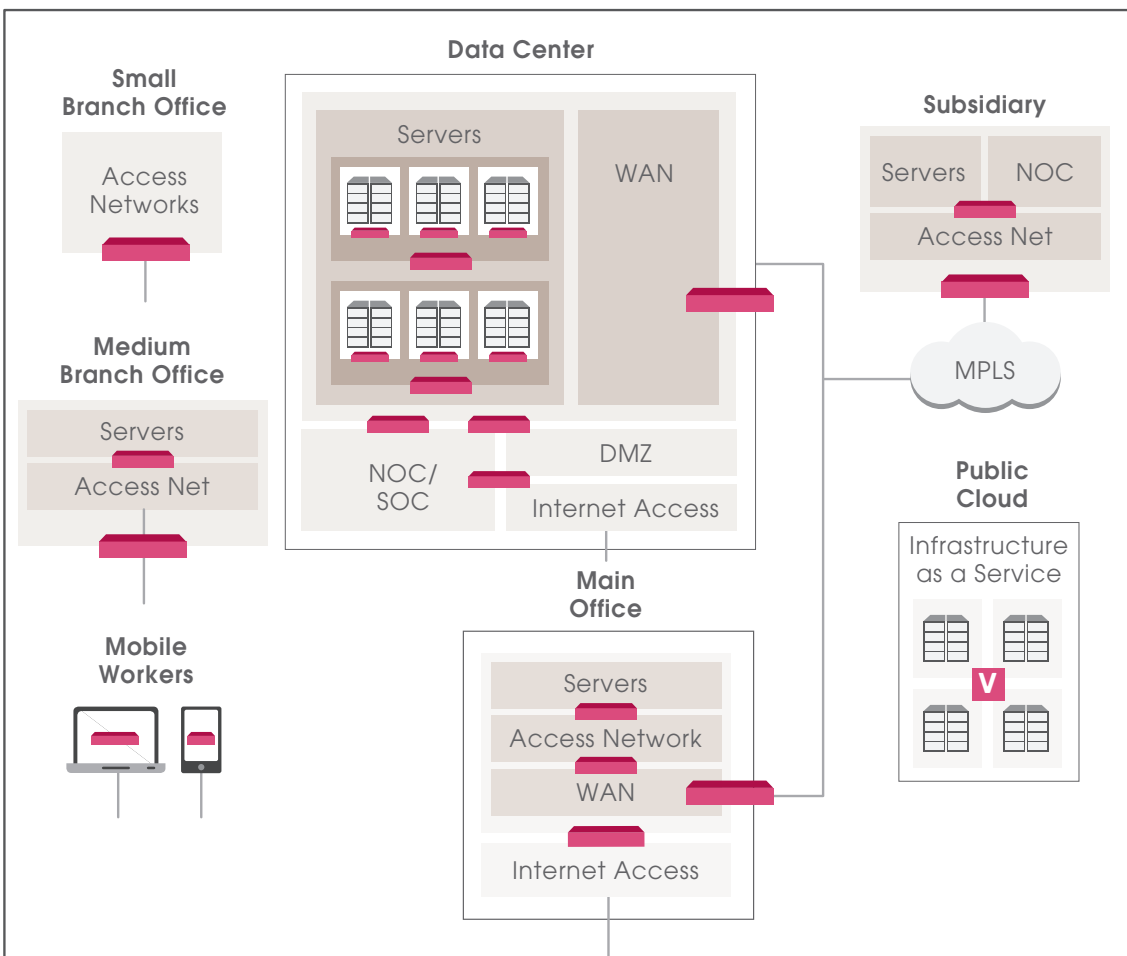 Data Center
Servers
WAN
NOC/
SOC
DMZ
Internet Access
Small
Branch Office
Access
Networks
Medium
Branch Office
Servers
Access Net
Mobile
Workers
Main
Office
Servers
Access Network
WAN
Internet Access
Subsidiary
Servers
NOC
Access Net
MPLS
Public
Cloud
Infrastructure
as a Service
V